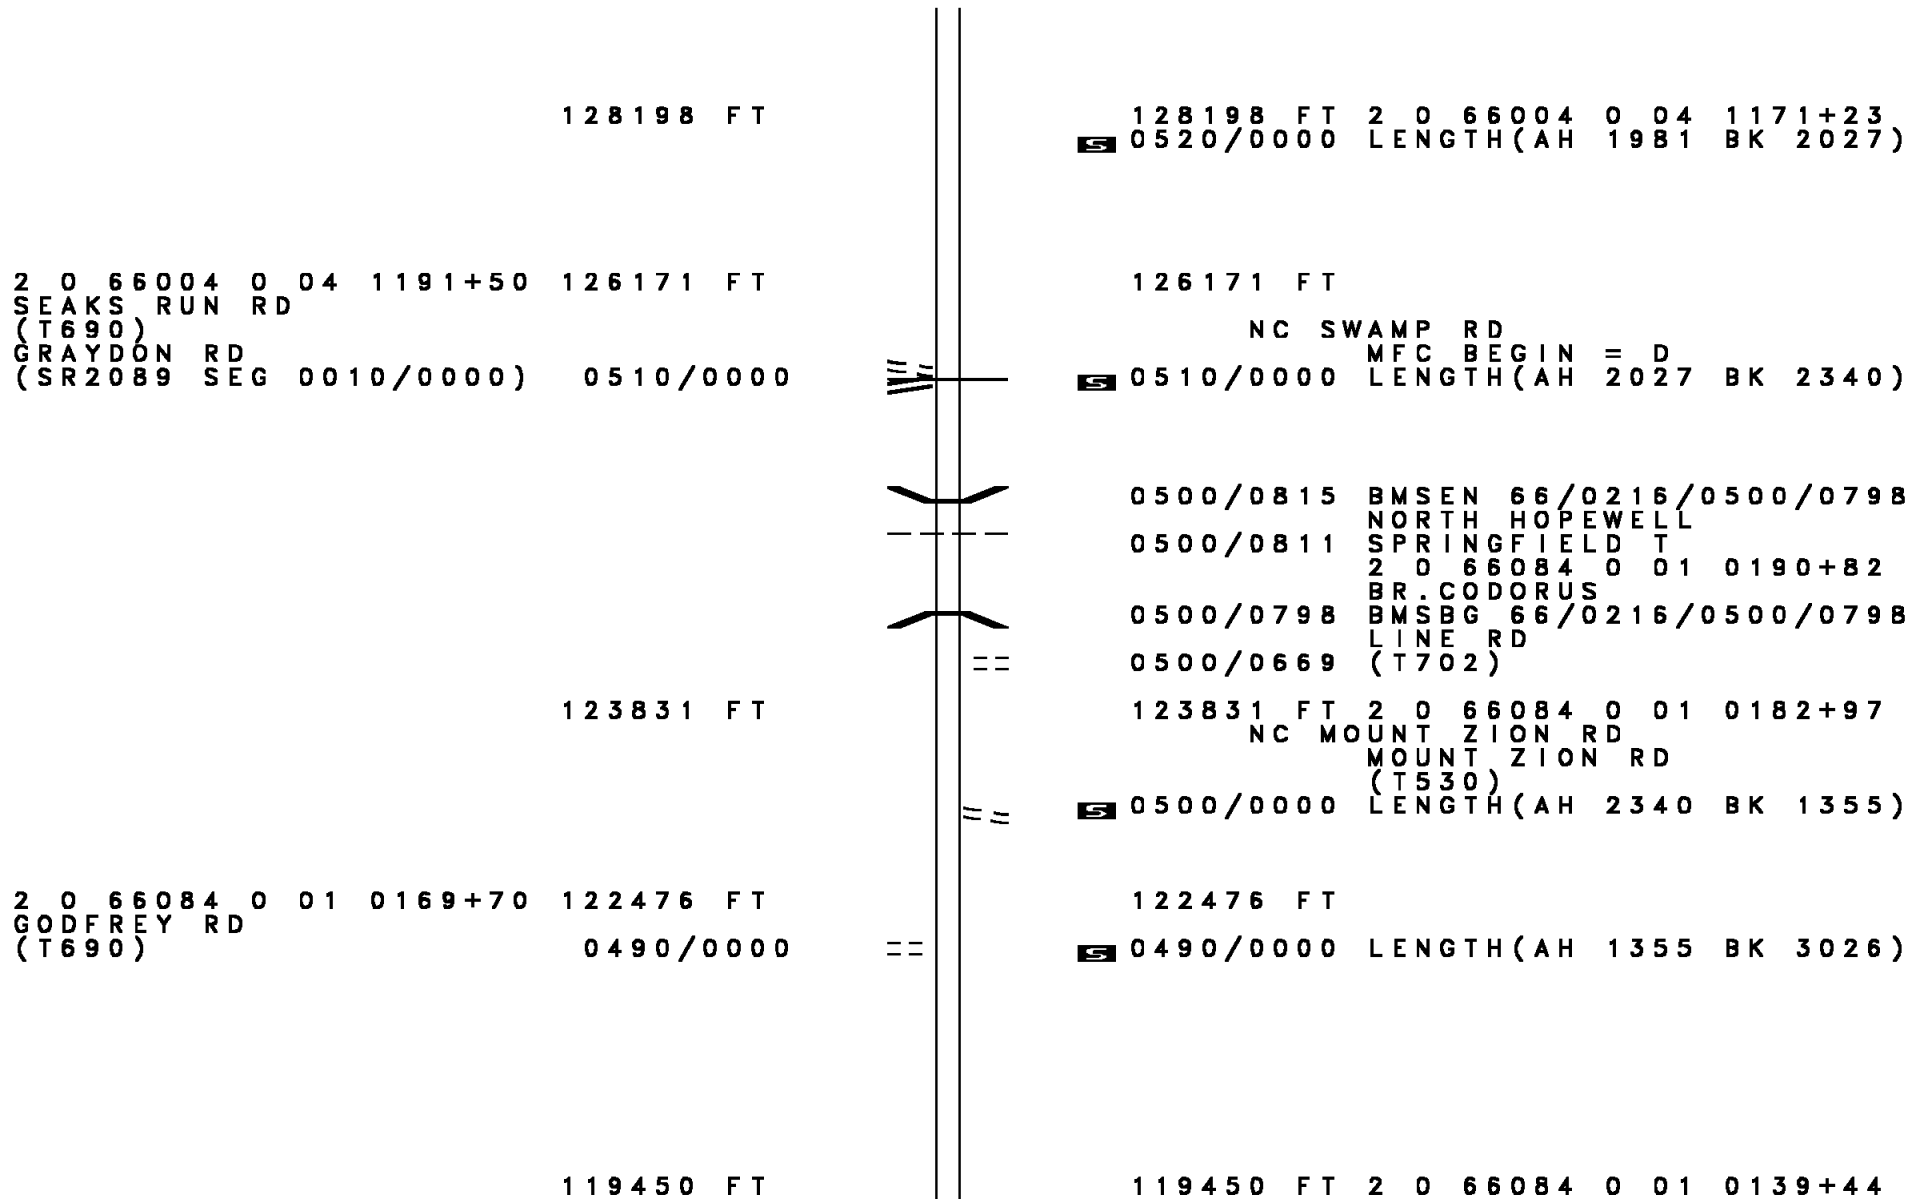 128198 FT 128198 FT 2 0 66004 0 04 1171+23
S 0520/0000 LENGTH(AH 1981 BK 2027)
2 0 66004 0 04 1191+50 126171 FT 126171 FT
SEAKS RUN RD
(T690) NC SWAMP RD
GRAYDON RD MFC BEGIN = D
(SR2089 SEG 0010/0000) 0510/0000 S 0510/0000 LENGTH(AH 2027 BK 2340)
0500/0815 BMSEN 66/0216/0500/0798
NORTH HOPEWELL
0500/0811 SPRINGFIELD T
2 0 66084 0 01 0190+82
BR.CODORUS
0500/0798 BMSBG 66/0216/0500/0798
LINE RD
0500/0669 (T702)
123831 FT 123831 FT 2 0 66084 0 01 0182+97
NC MOUNT ZION RD
MOUNT ZION RD
(T530)
S 0500/0000 LENGTH(AH 2340 BK 1355)
2 0 66084 0 01 0169+70 122476 FT 122476 FT
GODFREY RD
(T690) 0490/0000 S 0490/0000 LENGTH(AH 1355 BK 3026)
119450 FT 119450 FT 2 0 66084 0 01 0139+44